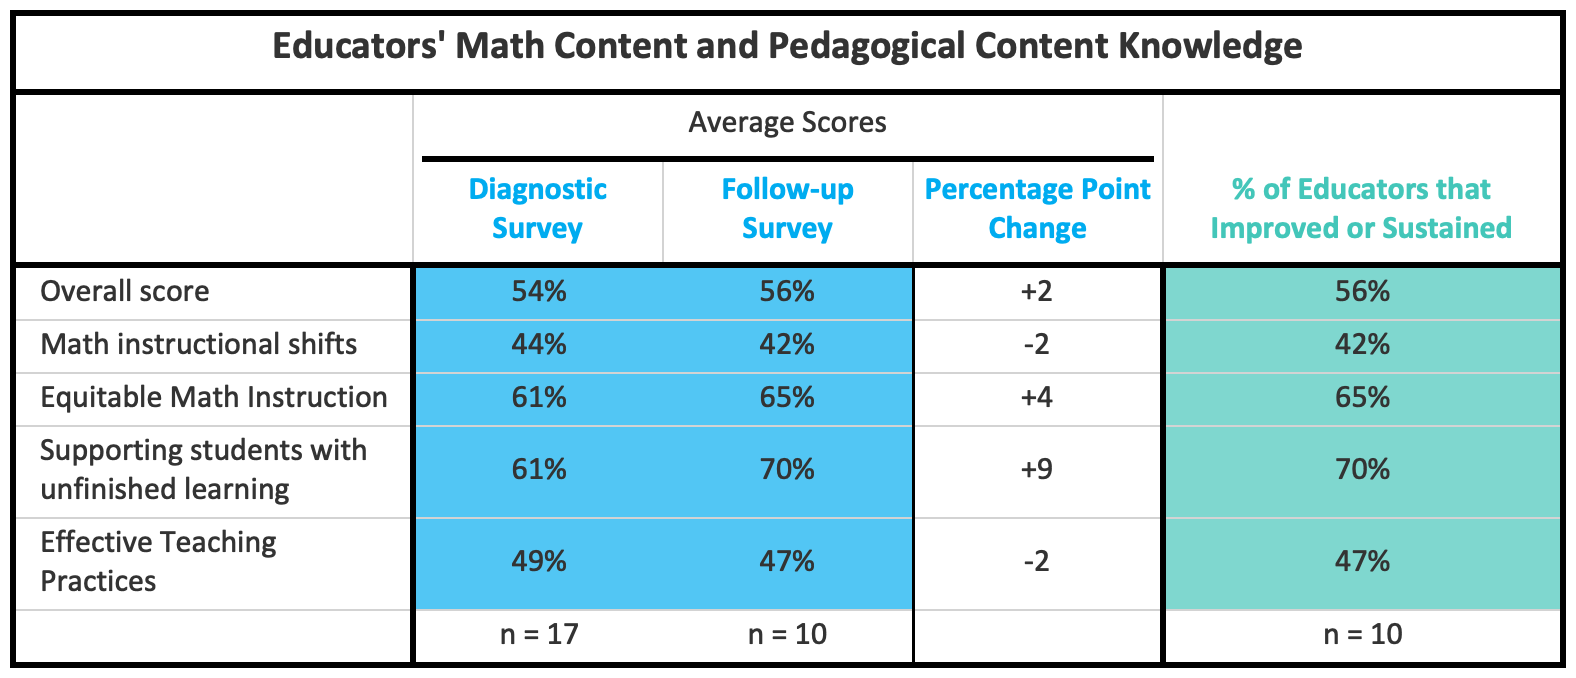 Educators' Math Content and Pedagogical Content Knowledge
Average Scores
Diagnostic Survey
Follow-up Survey
Percentage Point Change
% of Educators that Improved or Sustained
Overall score 54% 56% +2 56%
Math instructional shifts 44% 42% -2 42%
Equitable Math Instruction 61% 65% +4 65%
Supporting students with
unfinished learning 61% 70% +9 70%
Effective Teaching
Practices 49% 47% -2 47%
n = 17 n = 10 n = 10